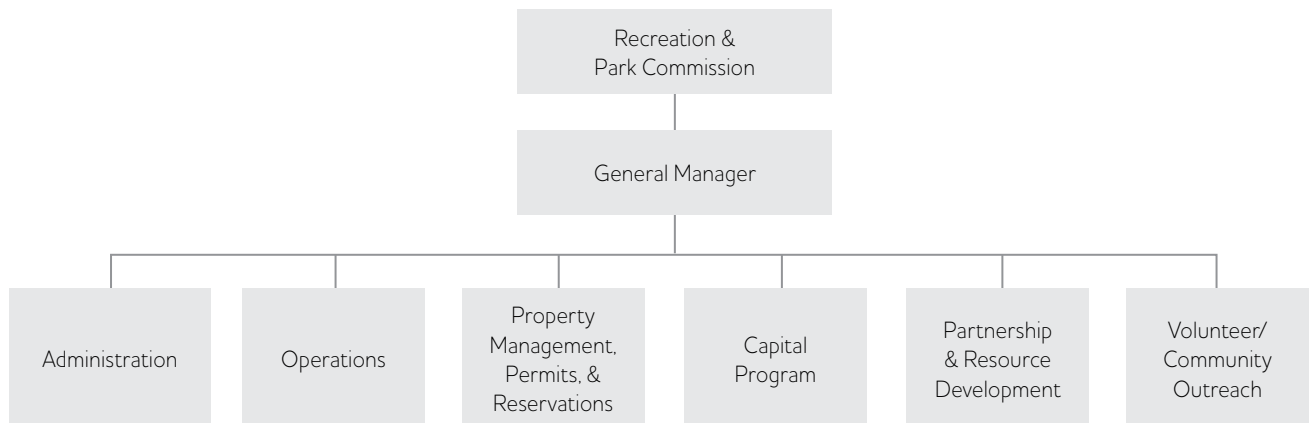 Recreation &
Park Commission
General Manager
Administration
Operations
Property
Management,
Permits, &
Reservations
Capital
Program
Partnership
& Resource
Development
Volunteer/
Community
Outreach